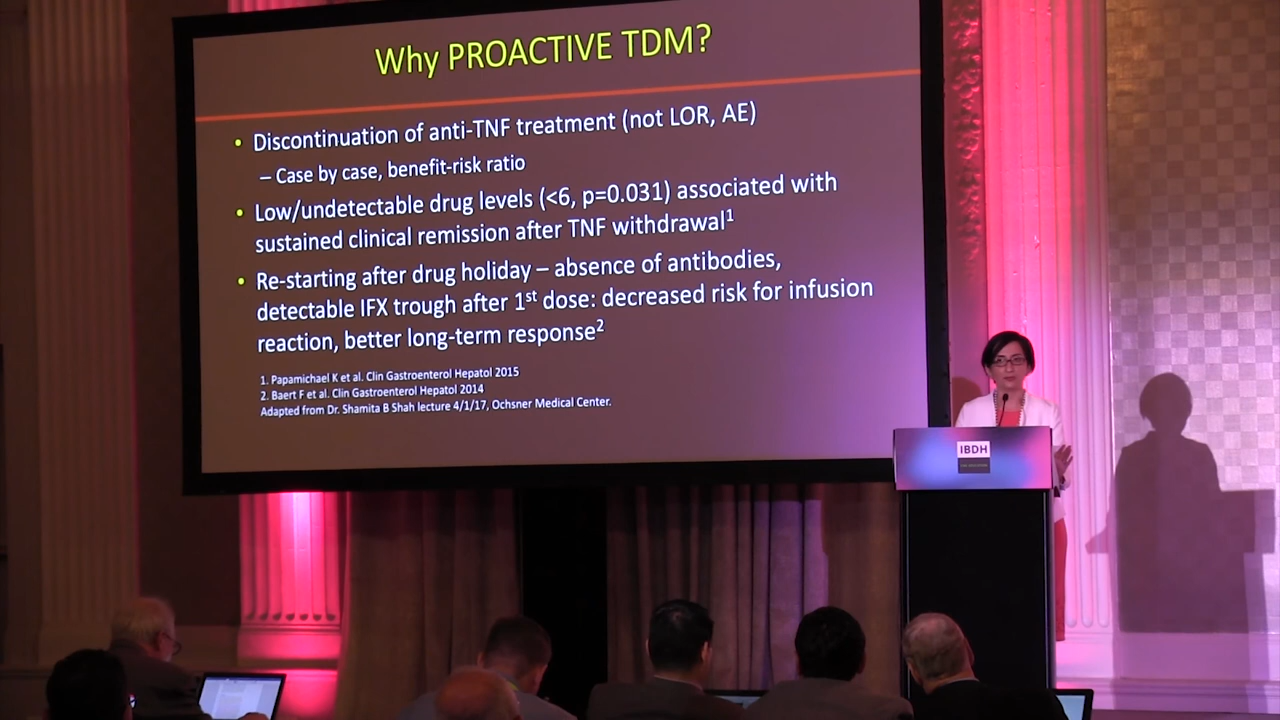 Why PROACTIVE TDM?
• Discontinuation of anti-TNF treatment (not LOR, AE)
– Case by case, benefit-risk ratio
• Low/undetectable drug levels (<6, p=0.031) associated with
sustained clinical remission after TNF withdrawal1
• Re-starting after drug holiday – absence of antibodies,
detectable IFX trough after 1st dose: decreased risk for infusion
reaction, better long-term response2
1. Papamichael K et al. Clin Gastroenterol Hepatol 2015
2. Baert F et al. Clin Gastroenterol Hepatol 2014
Adapted from Dr. Shamita B Shah lecture 4/1/17, Ochsner Medical Center.
IBDH